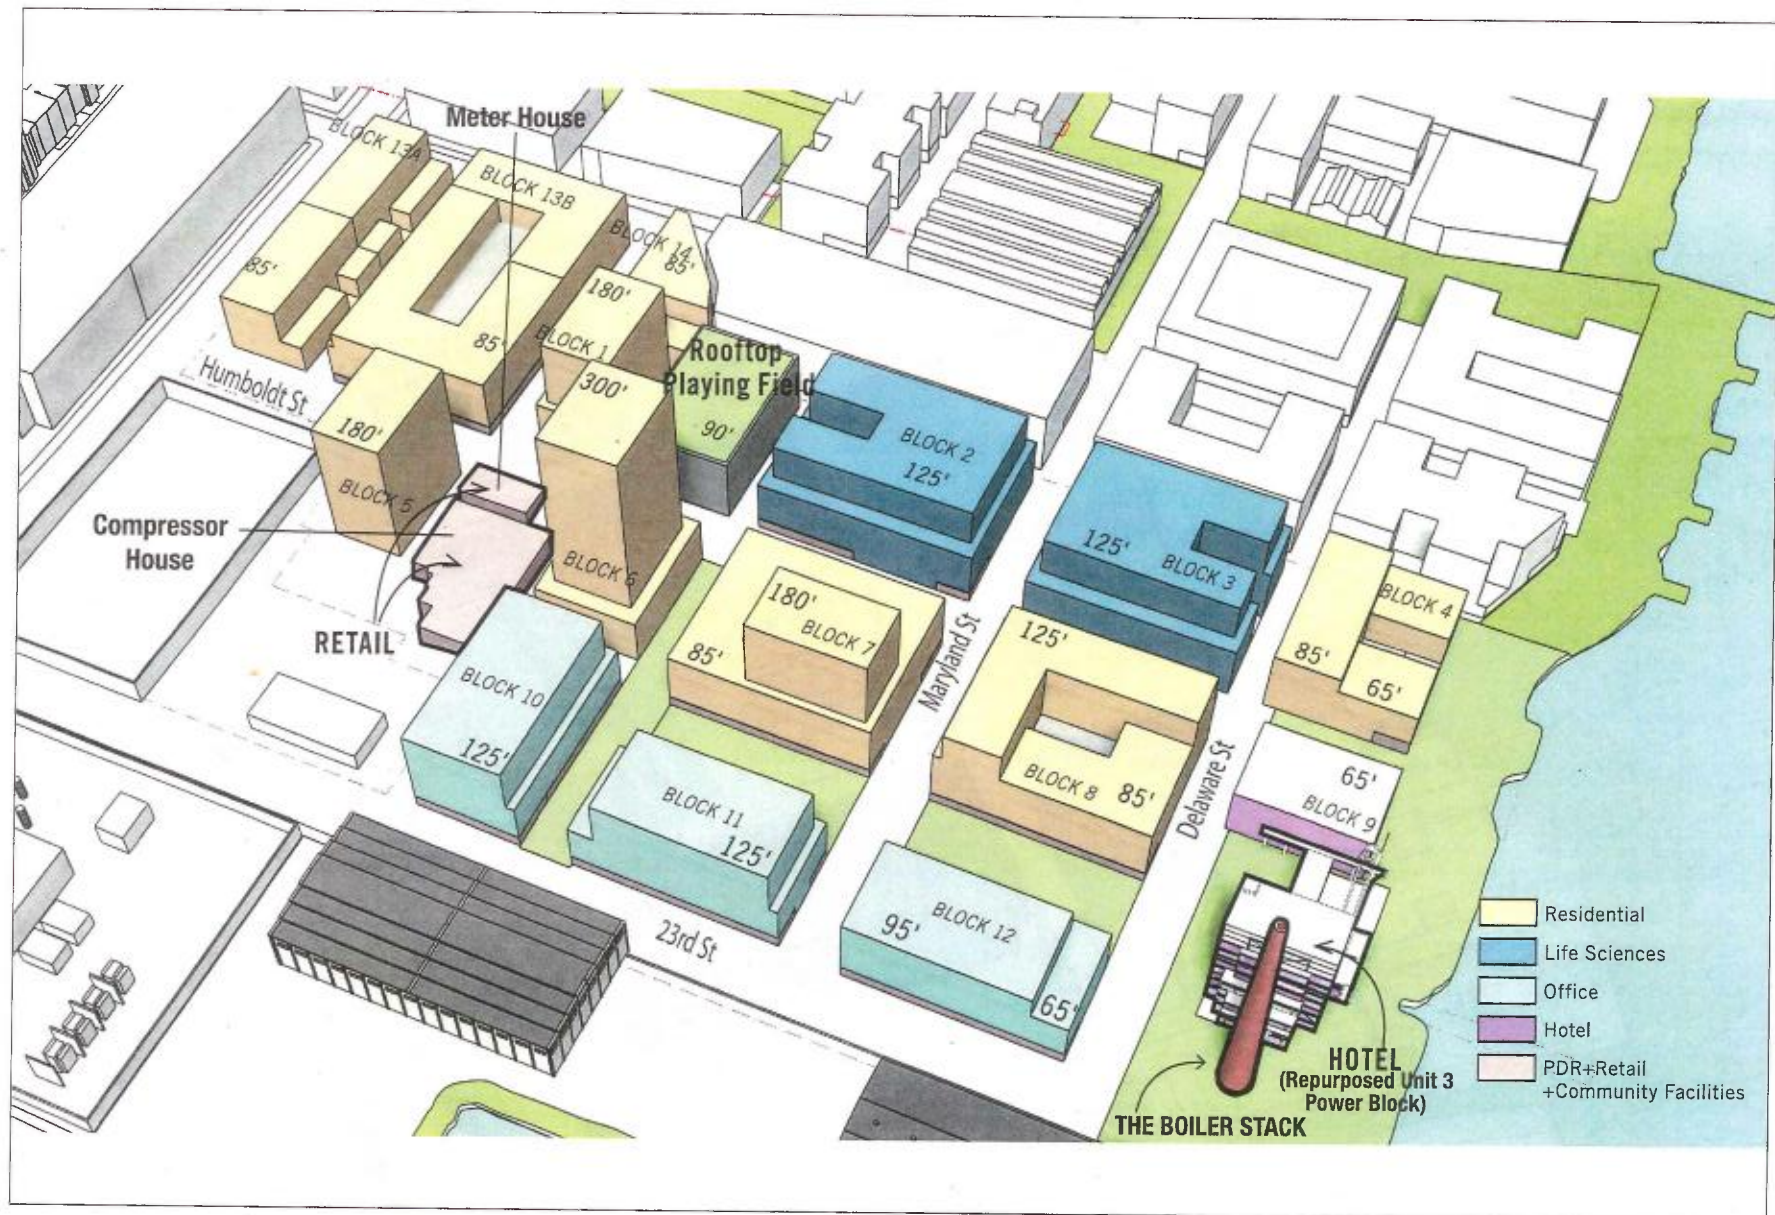 Meter House
BLOCK 13A
BLOCK 13B
BLOCK 14
85'
85'
180'
BLOCK 1
85'
Rooftop
Playing Field
90'
Humboldt St
300'
180'
BLOCK 5
BLOCK 2
125'
Compressor
House
BLOCK 6
125'
BLOCK 3
RETAIL
180'
BLOCK 7
85'
Maryland St
125'
BLOCK 4
85'
65'
BLOCK 10
125'
BLOCK 8
85'
Delaware St
65'
BLOCK 9
BLOCK 11
125'
BLOCK 12
95'
65'
23rd St
HOTEL
(Repurposed Unit 3
Power Block)
THE BOILER STACK
Residential
Life Sciences
Office
Hotel
PDR+Retail
+Community Facilities